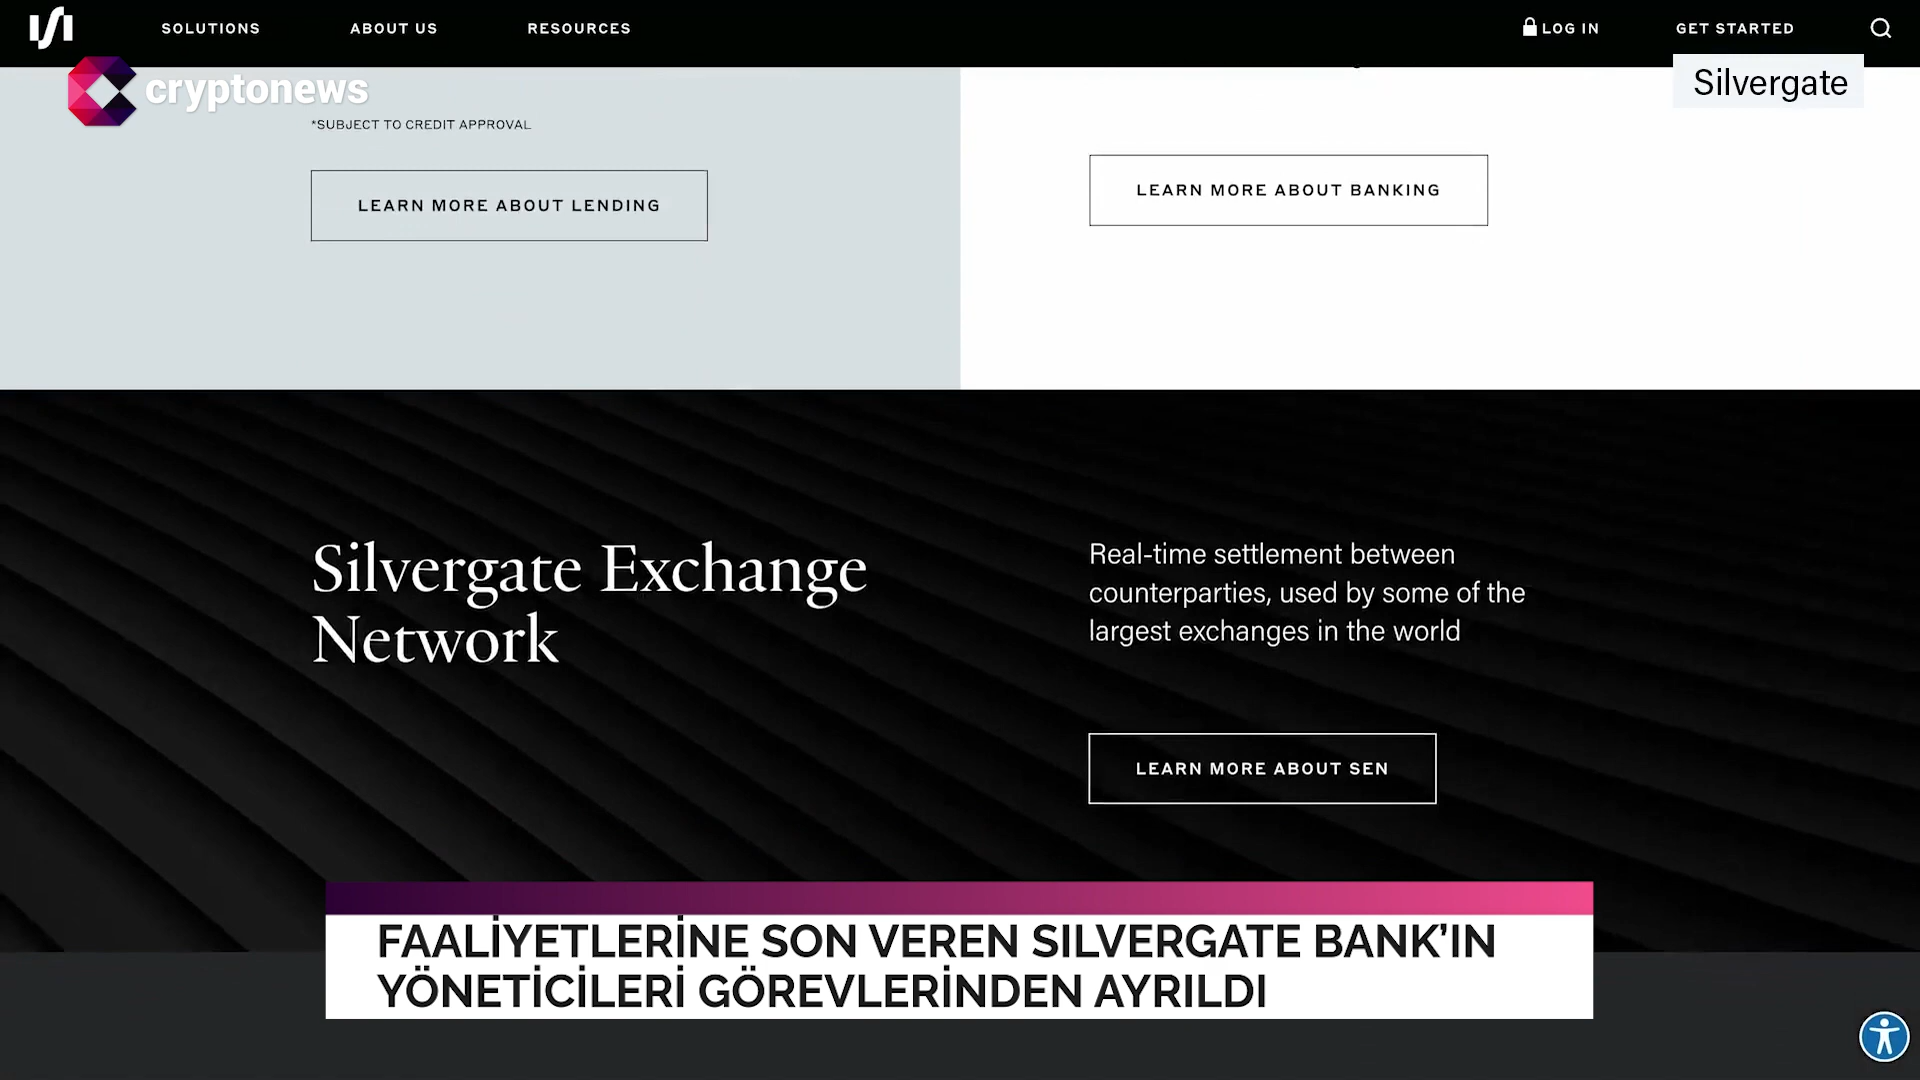 SOLUTIONS
ABOUT US
RESOURCES
LOG IN
GET STARTED
cryptonews
Silvergate
*SUBJECT TO CREDIT APPROVAL
LEARN MORE ABOUT LENDING
LEARN MORE ABOUT BANKING
Silvergate Exchange
Network
Real-time settlement between
counterparties, used by some of the
largest exchanges in the world
LEARN MORE ABOUT SEN
FAALİYETLERİNE SON VEREN SILVERGATE BANK’IN
YÖNETİCİLERİ GÖREVLERİNDEN AYRILDI